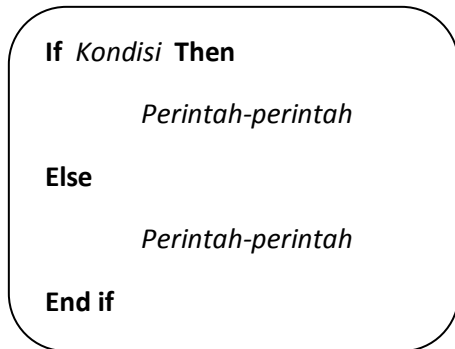 If Kondisi Then
Perintah-perintah
Else
Perintah-perintah
End if